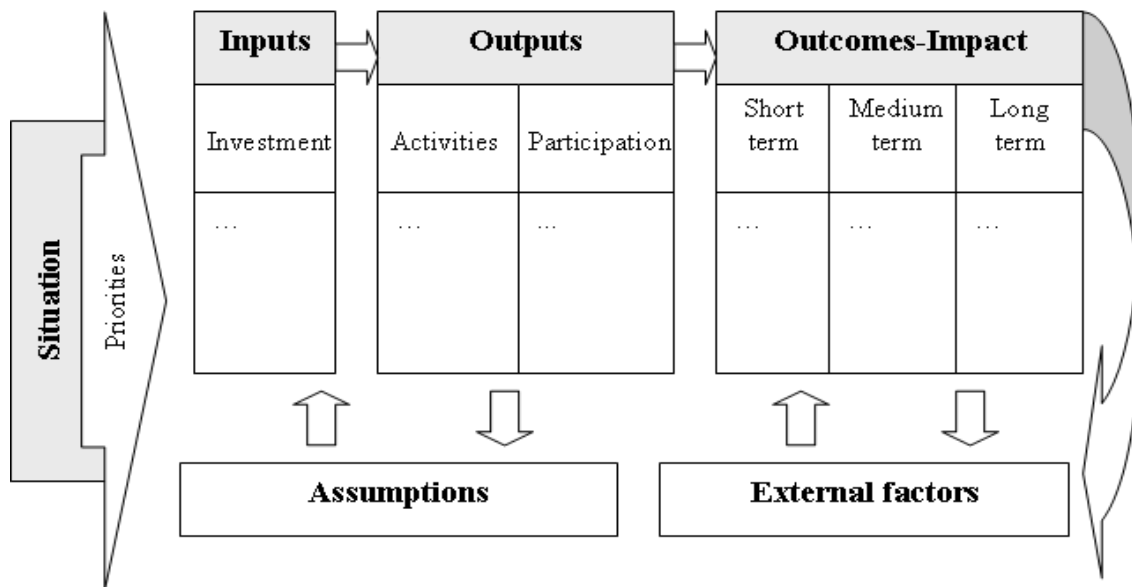 Situation
Priorities
Inputs
Outputs
Outcomes-Impact
Investment
Activities
Participation
Short
term
Medium
term
Long
term
...
...
...
...
...
...
Assumptions
External factors